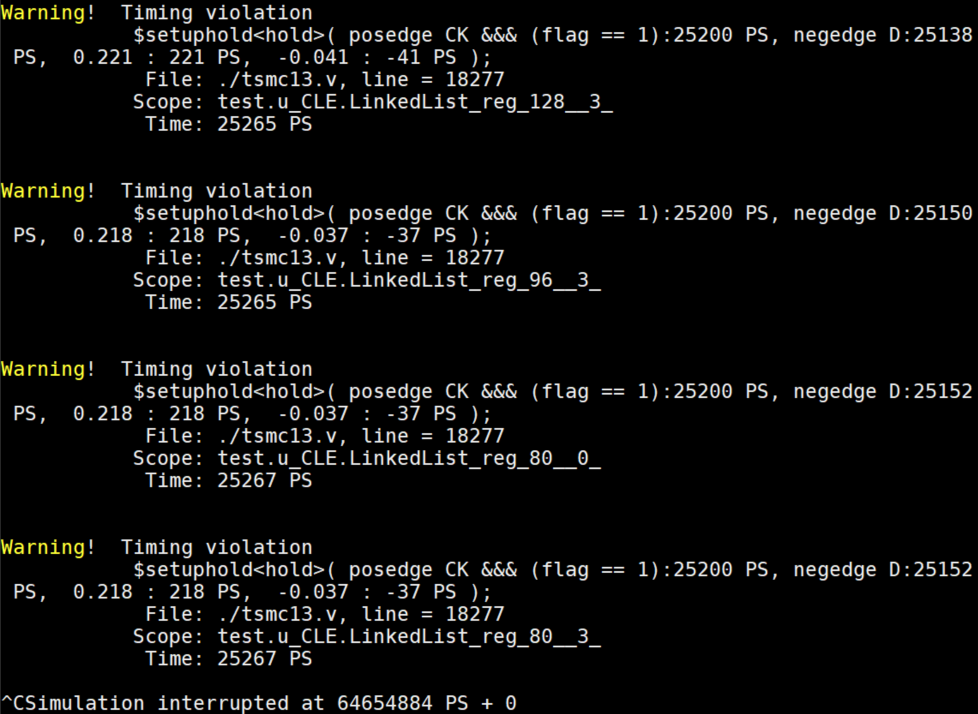 Warning!  Timing violation
           $setuphold<hold>( posedge CK &&& (flag == 1):25200 PS, negedge D:25138
 PS,  0.221 : 221 PS,  -0.041 : -41 PS );
            File: ./tsmc13.v, line = 18277
           Scope: test.u_CLE.LinkedList_reg_128__3_
            Time: 25265 PS
Warning!  Timing violation
           $setuphold<hold>( posedge CK &&& (flag == 1):25200 PS, negedge D:25150
 PS,  0.218 : 218 PS,  -0.037 : -37 PS );
            File: ./tsmc13.v, line = 18277
           Scope: test.u_CLE.LinkedList_reg_96__3_
            Time: 25265 PS
Warning!  Timing violation
           $setuphold<hold>( posedge CK &&& (flag == 1):25200 PS, negedge D:25152
 PS,  0.218 : 218 PS,  -0.037 : -37 PS );
            File: ./tsmc13.v, line = 18277
           Scope: test.u_CLE.LinkedList_reg_80__0_
            Time: 25267 PS
Warning!  Timing violation
           $setuphold<hold>( posedge CK &&& (flag == 1):25200 PS, negedge D:25152
 PS,  0.218 : 218 PS,  -0.037 : -37 PS );
            File: ./tsmc13.v, line = 18277
           Scope: test.u_CLE.LinkedList_reg_80__3_
            Time: 25267 PS
^CSimulation interrupted at 64654884 PS + 0